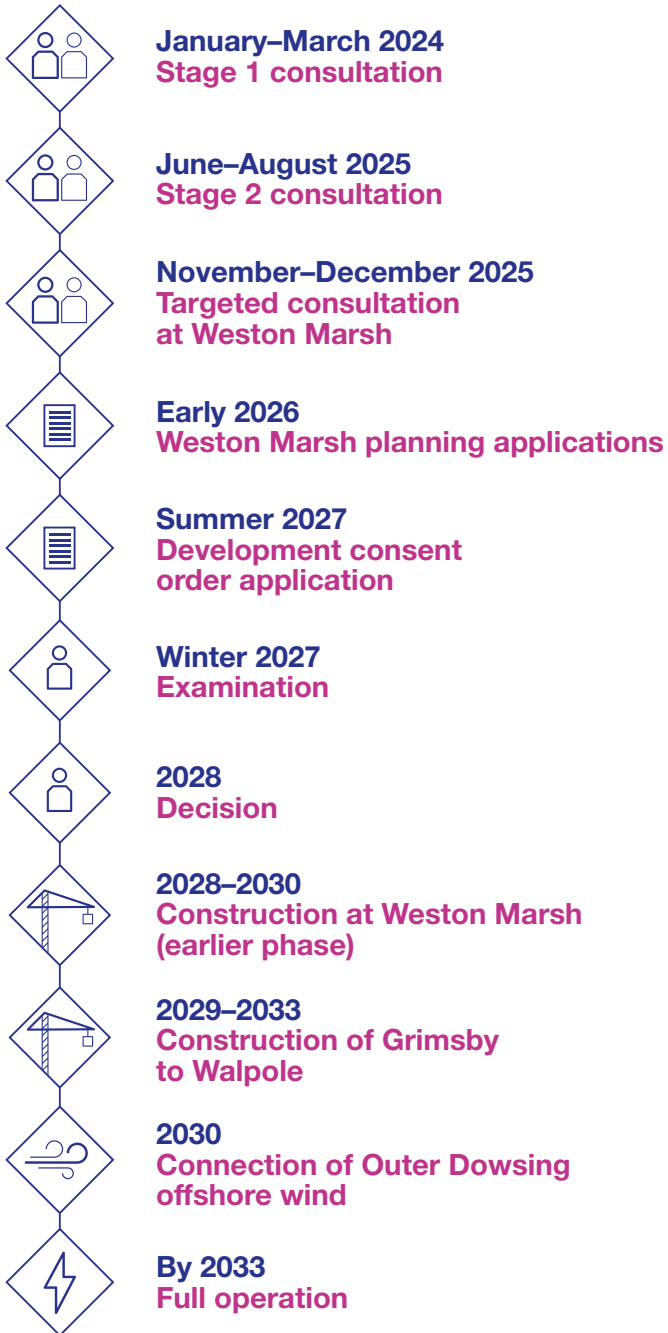 January–March 2024
Stage 1 consultation
June–August 2025
Stage 2 consultation
November–December 2025
Targeted consultation
at Weston Marsh
Early 2026
Weston Marsh planning applications
Summer 2027
Development consent
order application
Winter 2027
Examination
2028
Decision
2028–2030
Construction at Weston Marsh
(earlier phase)
2029–2033
Construction of Grimsby
to Walpole
2030
Connection of Outer Dowsing
offshore wind
By 2033
Full operation